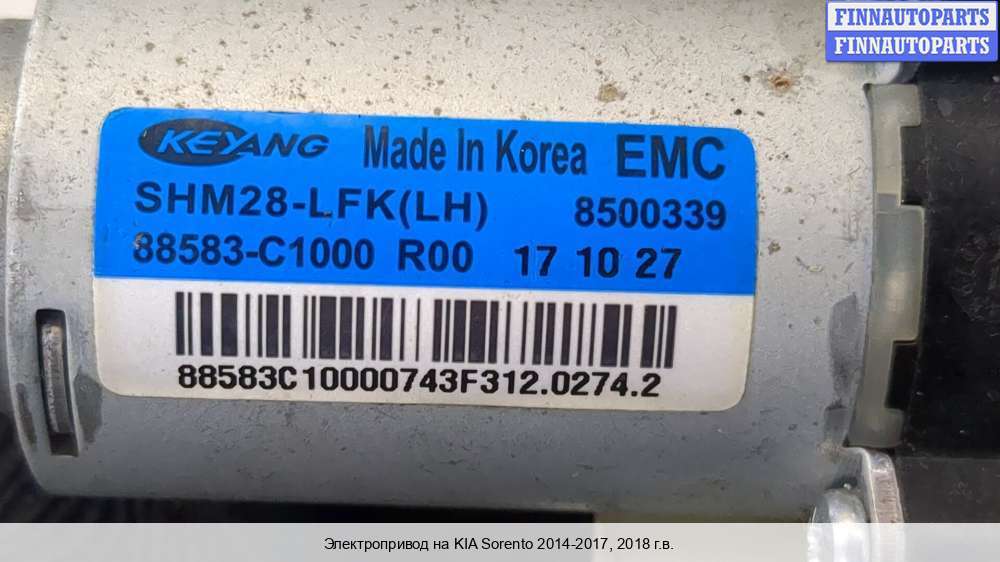 FINNAUTOPARTS
FINNAUTOPARTS
KEYANG Made In Korea EMC
SHM28-LFK(LH) 8500339
88583-C1000 R00 17 10 27
88583C10000743F312.0274.2
Электропривод на KIA Sorento 2014-2017, 2018 г.в.